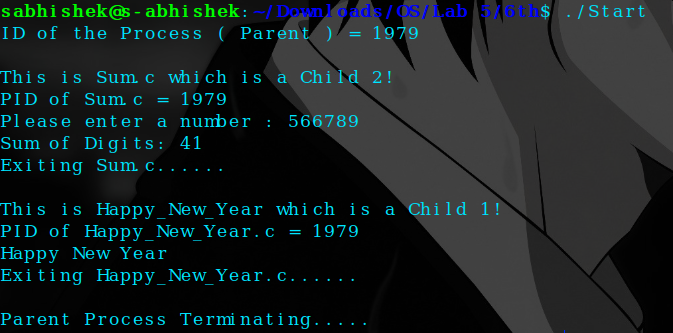 sabhishek@s-abhishek:~/Downloads/OS/Lab 5/6th$ ./Start
ID of the Process ( Parent ) = 1979
This is Sum.c which is a Child 2!
PID of Sum.c = 1979
Please enter a number : 566789
Sum of Digits: 41
Exiting Sum.c......
This is Happy_New_Year which is a Child 1!
PID of Happy_New_Year.c = 1979
Happy New Year
Exiting Happy_New_Year.c......
Parent Process Terminating.....